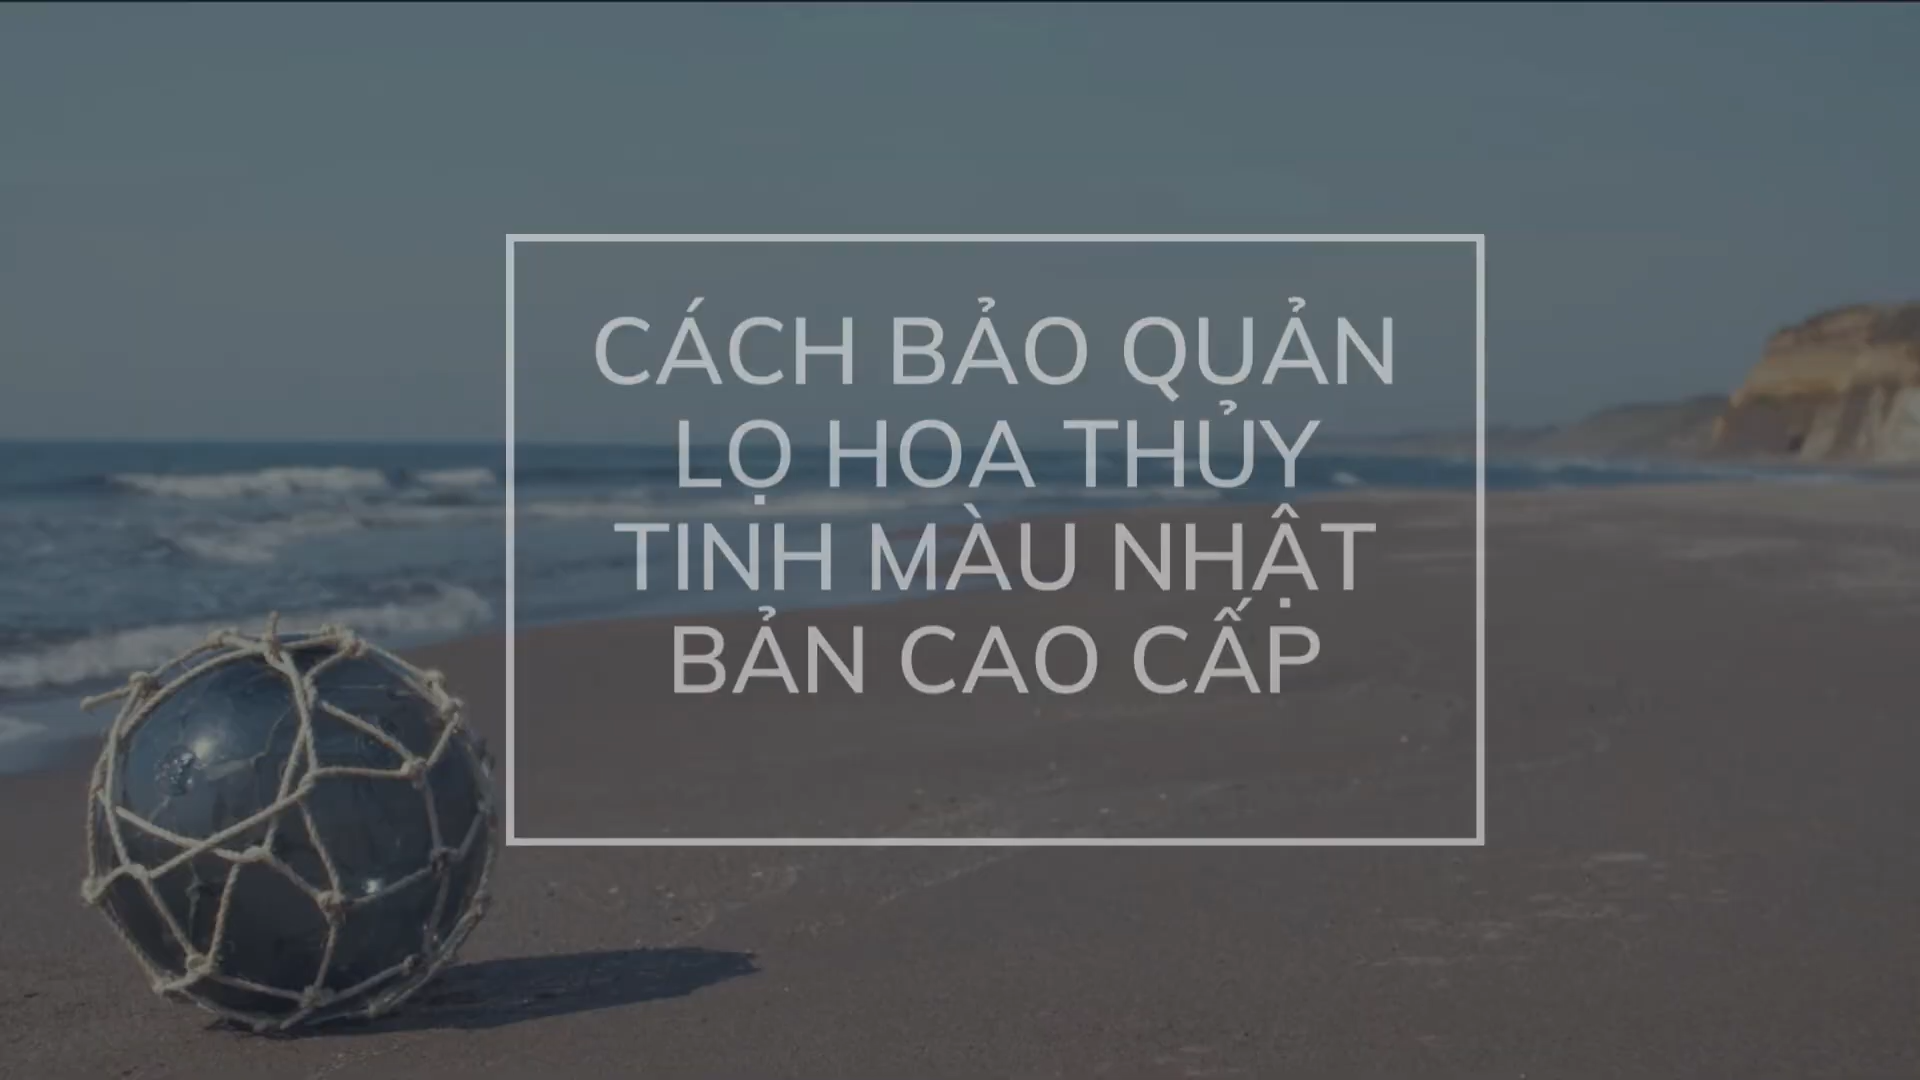 CÁCH BẢO QUẢN
LỌ HOA THỦY
TINH MÀU NHẬT
BẢN CAO CẤP